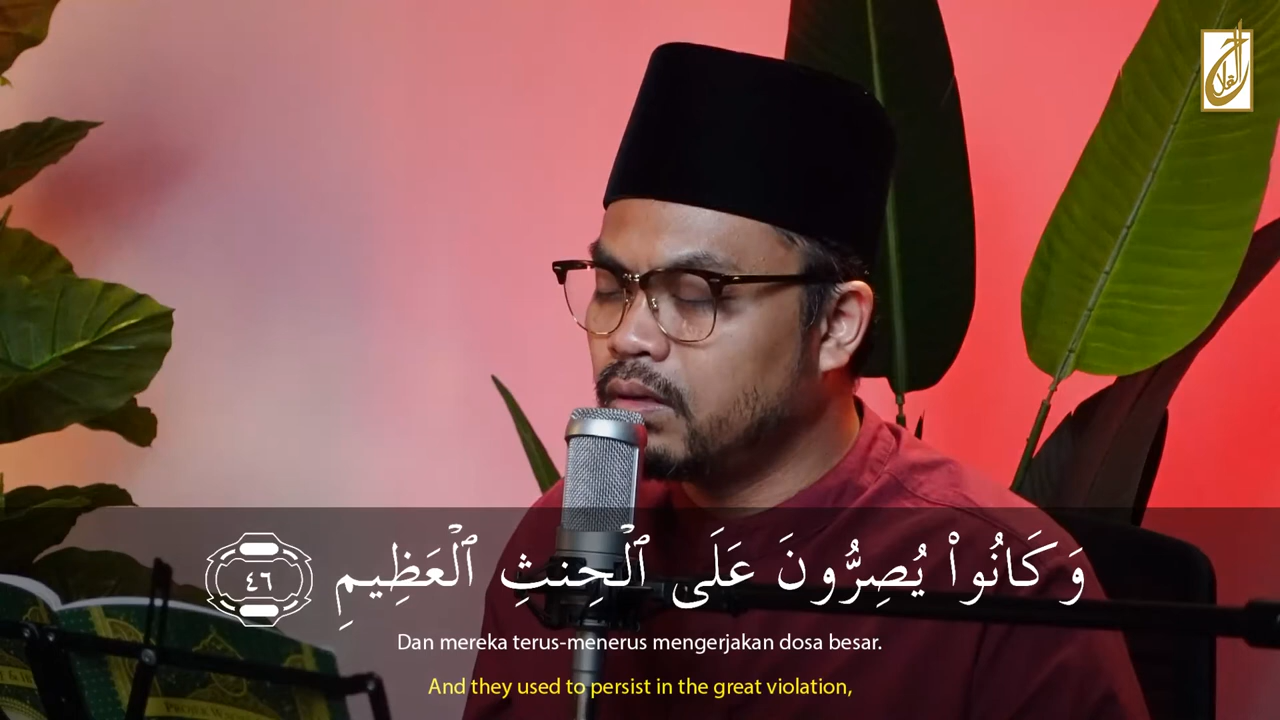 وَكَانُوا۟ يُصِرُّونَ عَلَى ٱلْحِنثِ ٱلْعَظِيمِ ٤٦
Dan mereka terus-menerus mengerjakan dosa besar.
And they used to persist in the great violation,